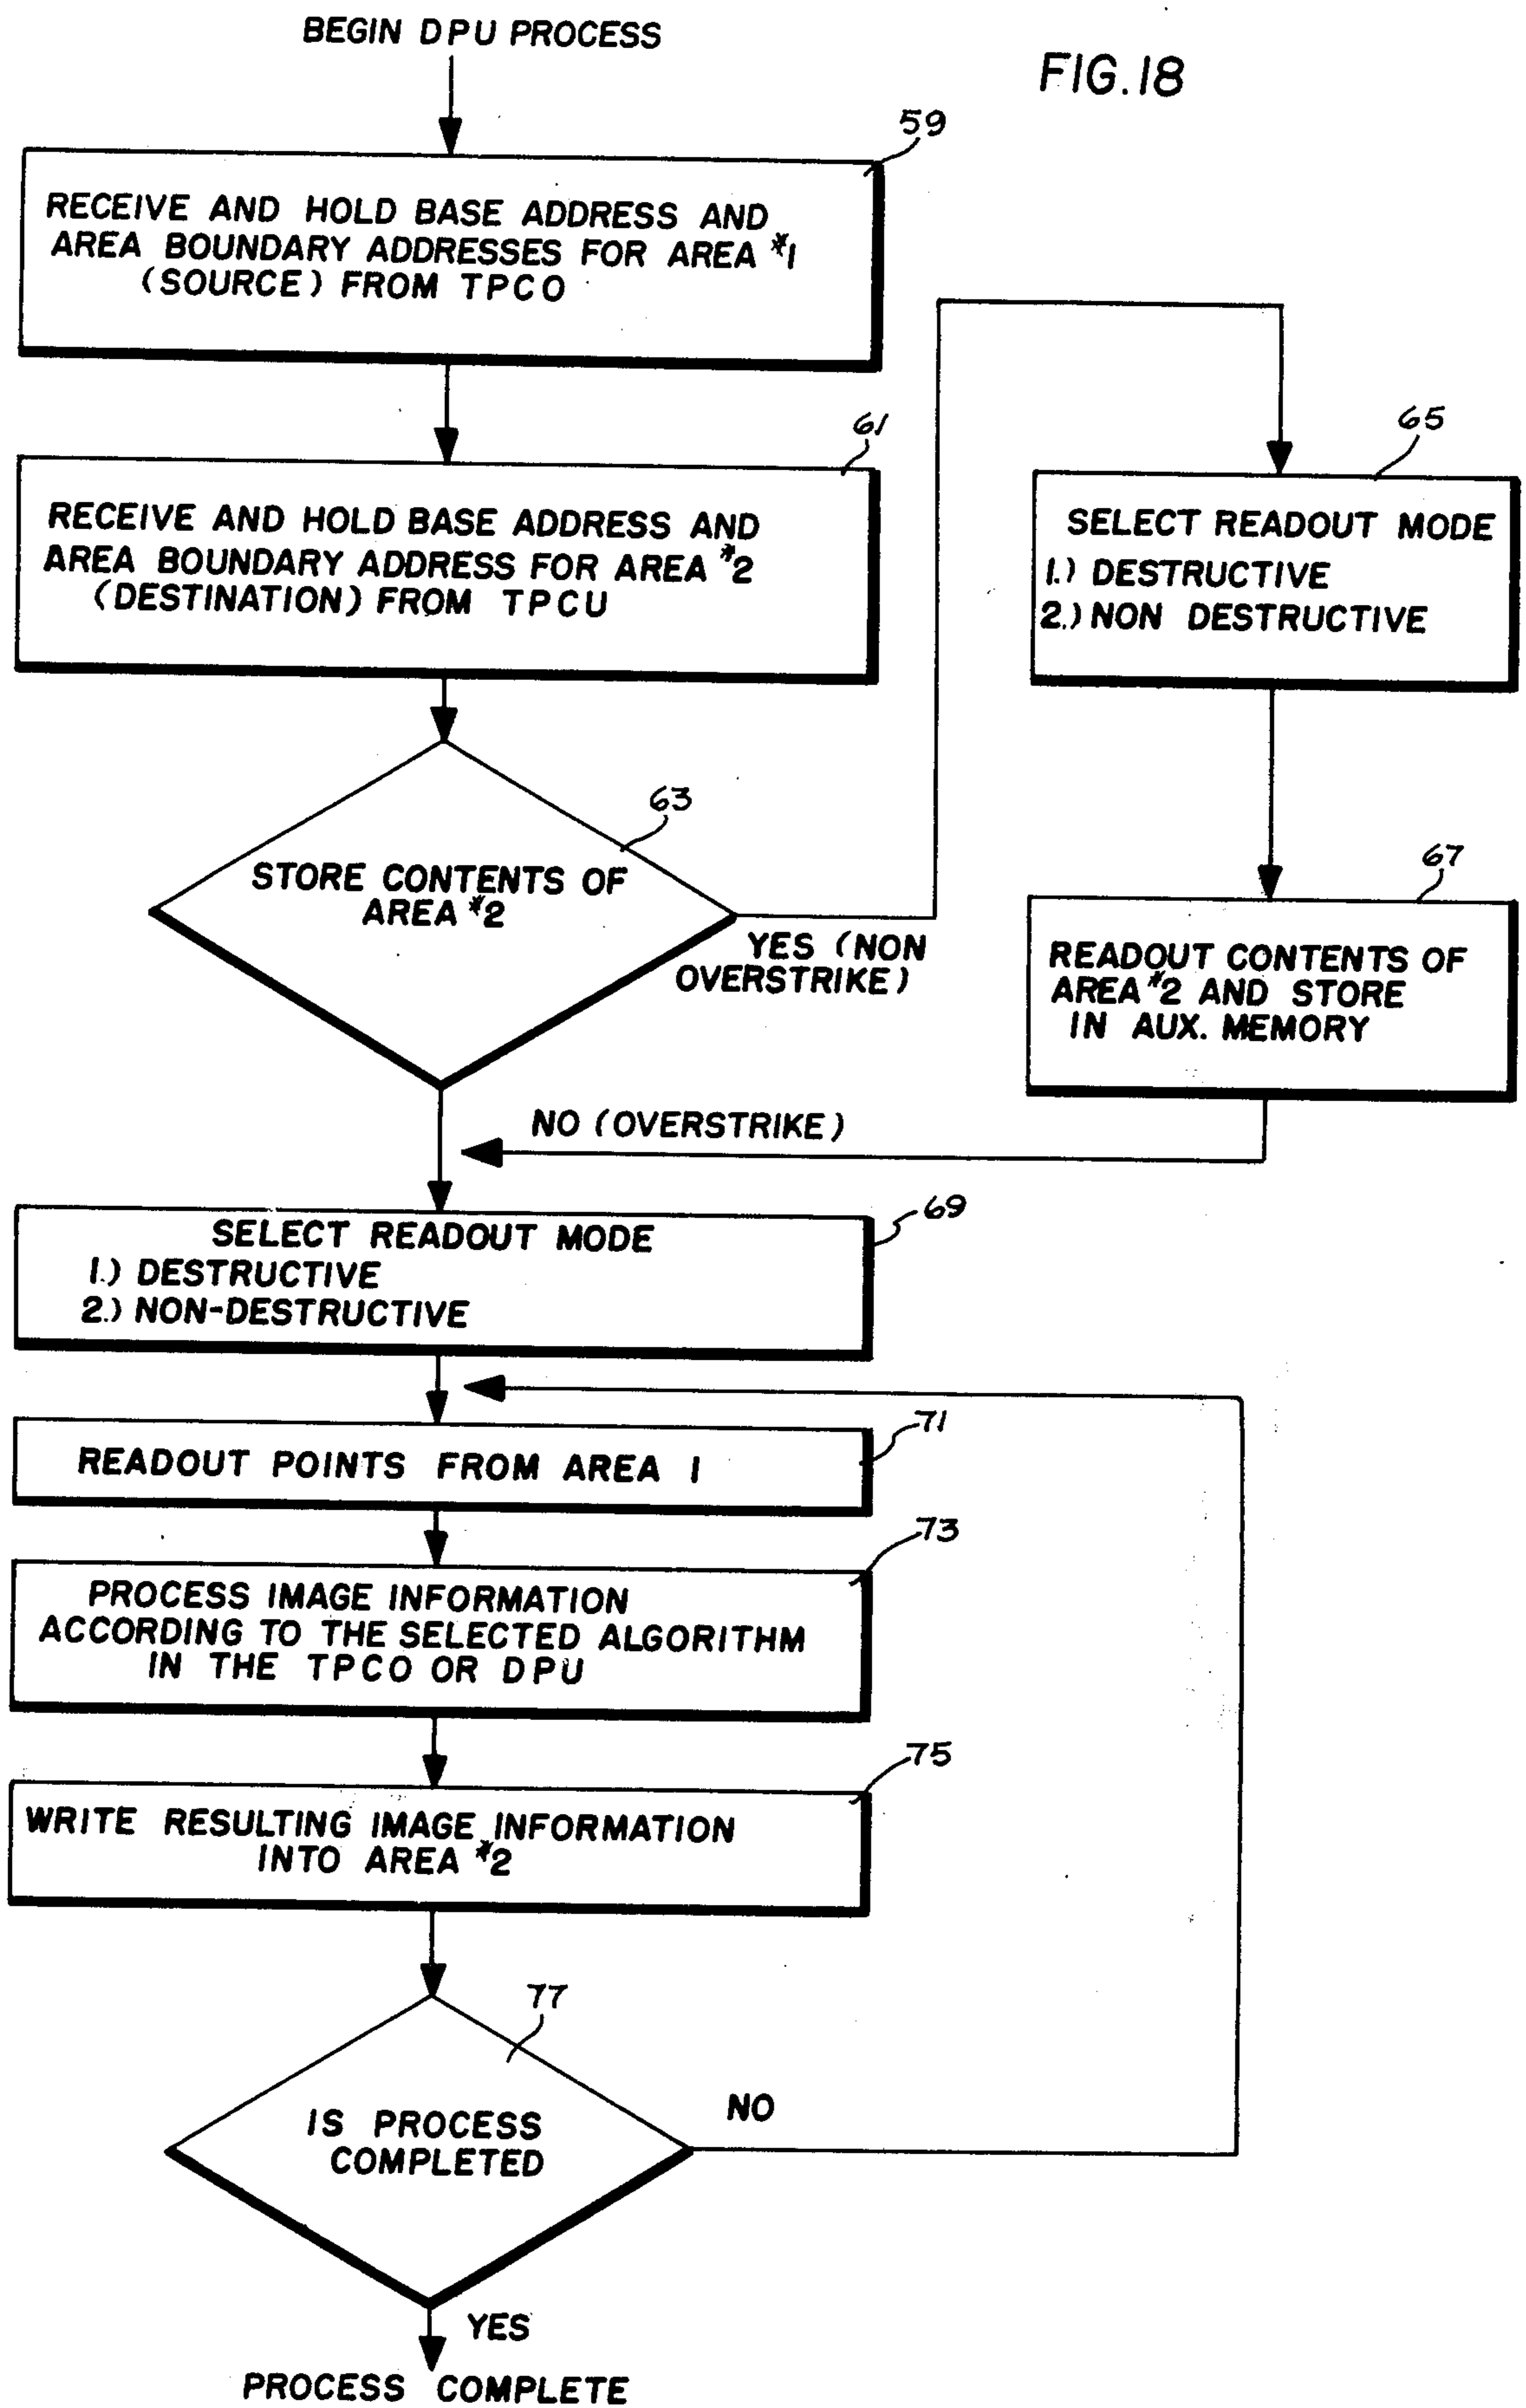 BEGIN DPU PROCESS
FIG.18
59
RECEIVE AND HOLD BASE ADDRESS AND
AREA BOUNDARY ADDRESSES FOR AREA #1
(SOURCE) FROM TPCO
61
RECEIVE AND HOLD BASE ADDRESS AND
AREA BOUNDARY ADDRESS FOR AREA #2
(DESTINATION) FROM TPCU
63
STORE CONTENTS OF
AREA #2
YES (NON
OVERSTRIKE)
65
SELECT READOUT MODE
1.) DESTRUCTIVE
2.) NON DESTRUCTIVE
67
READOUT CONTENTS OF
AREA #2 AND STORE
IN AUX. MEMORY
NO (OVERSTRIKE)
69
SELECT READOUT MODE
1.) DESTRUCTIVE
2.) NON-DESTRUCTIVE
71
READOUT POINTS FROM AREA 1
73
PROCESS IMAGE INFORMATION
ACCORDING TO THE SELECTED ALGORITHM
IN THE TPCO OR DPU
75
WRITE RESULTING IMAGE INFORMATION
INTO AREA #2
77
IS PROCESS
COMPLETED
NO
YES
PROCESS COMPLETE